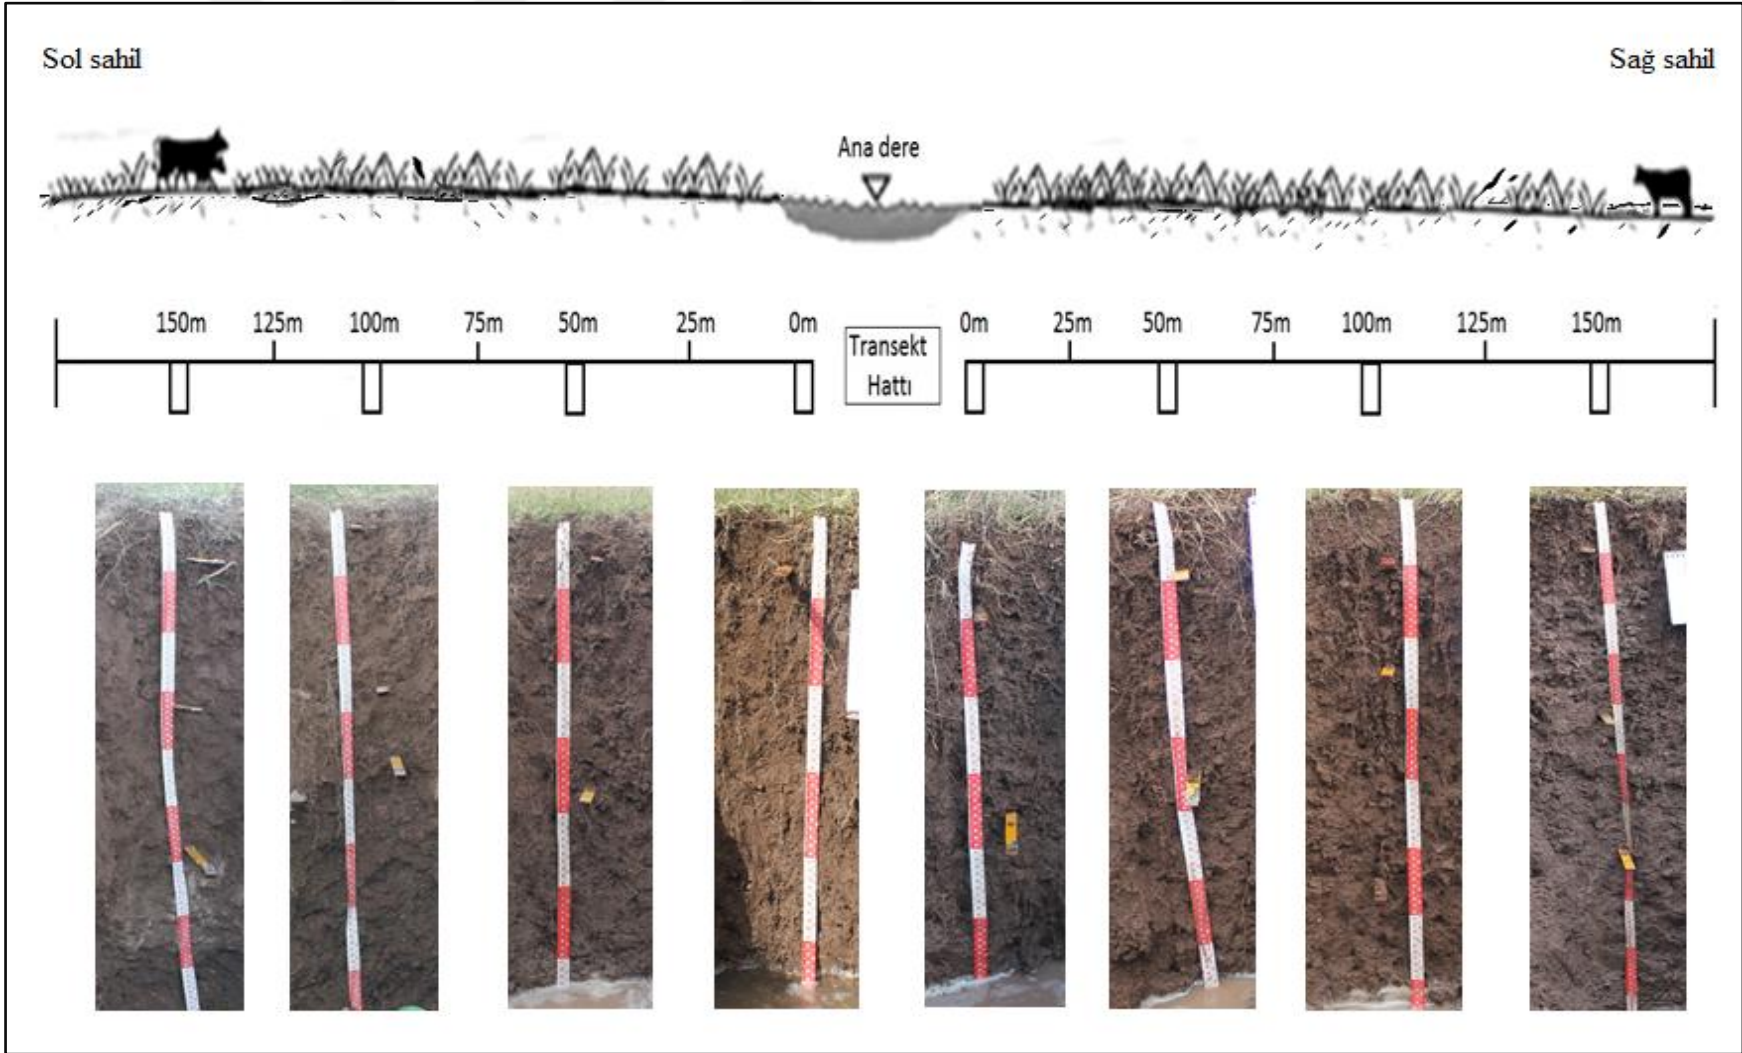 Sol sahil
Sağ sahil
Ana dere
150m 125m 100m 75m 50m 25m 0m
0m 25m 50m 75m 100m 125m 150m
Transekt
Hattı